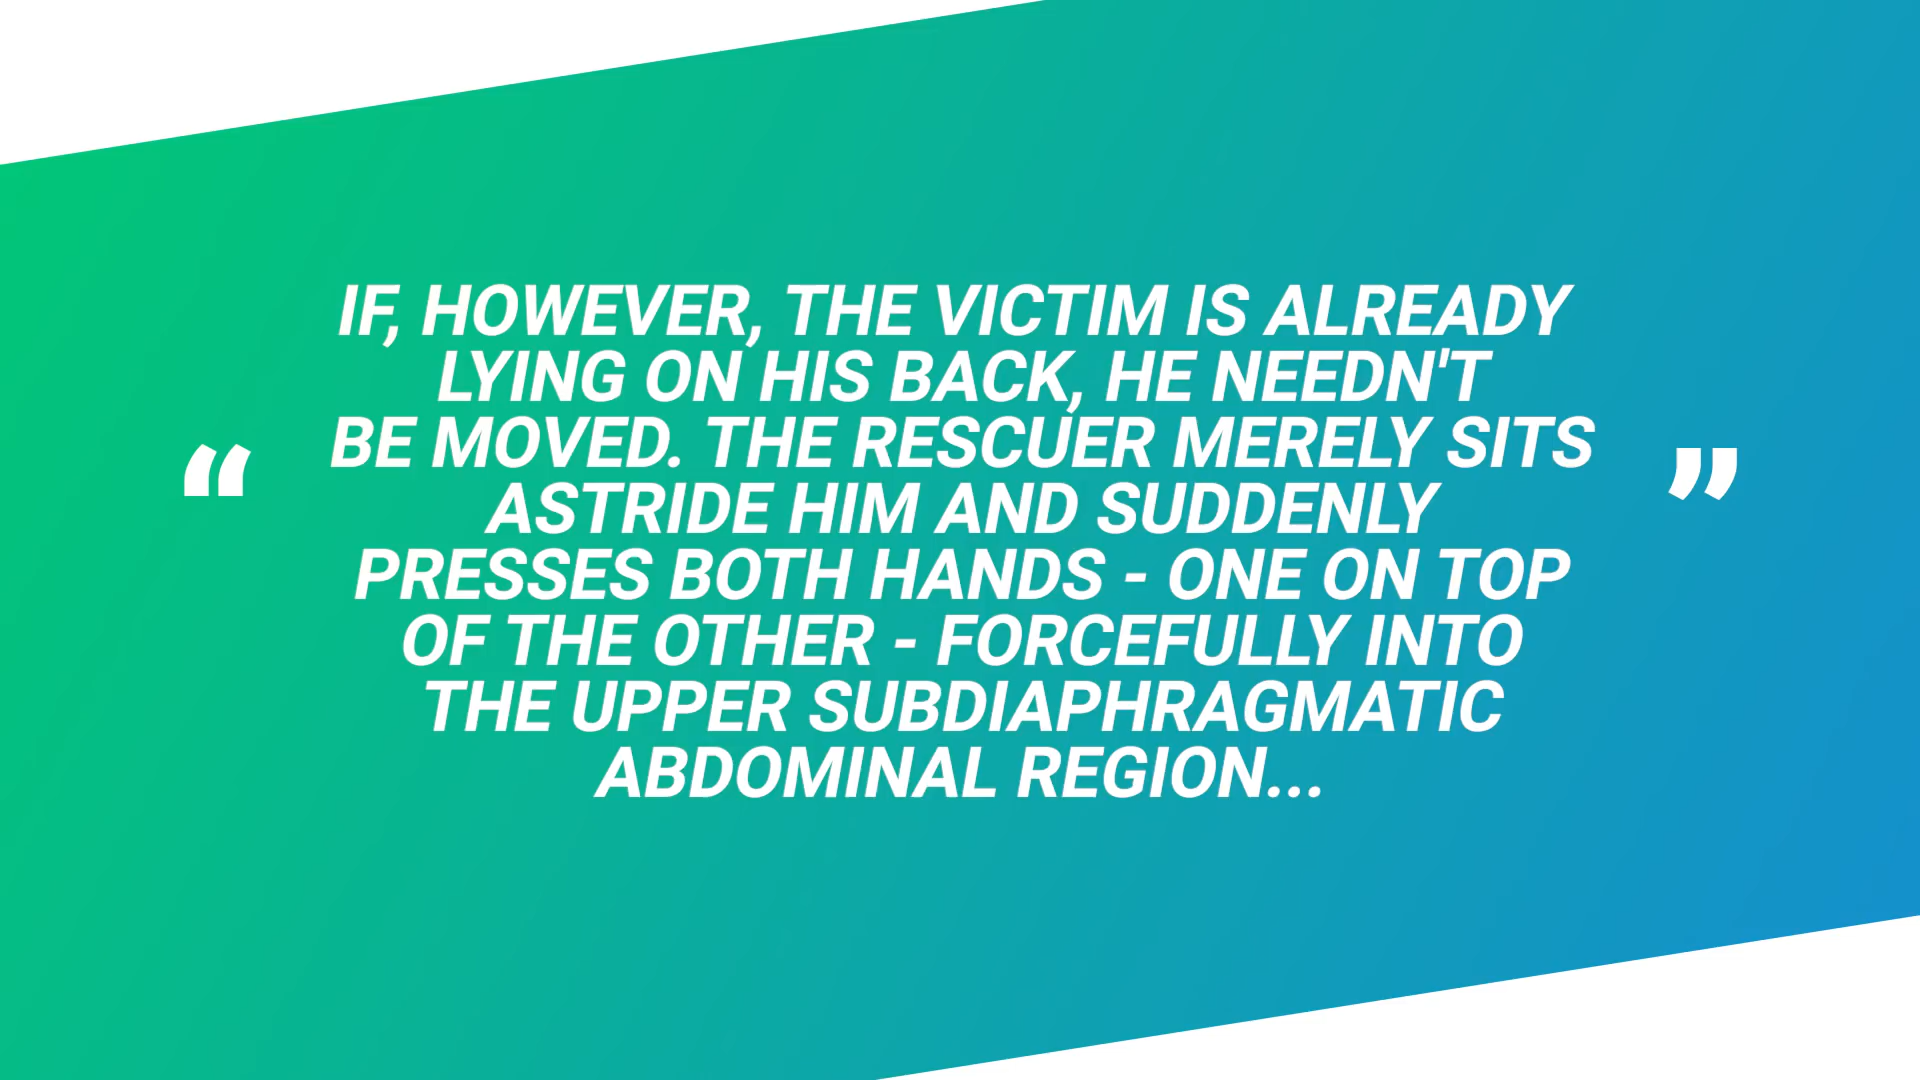 IF, HOWEVER, THE VICTIM IS ALREADY
LYING ON HIS BACK, HE NEEDN'T
“ BE MOVED. THE RESCUER MERELY SITS ”
ASTRIDE HIM AND SUDDENLY
PRESSES BOTH HANDS - ONE ON TOP
OF THE OTHER - FORCEFULLY INTO
THE UPPER SUBDIAPHRAGMATIC
ABDOMINAL REGION...